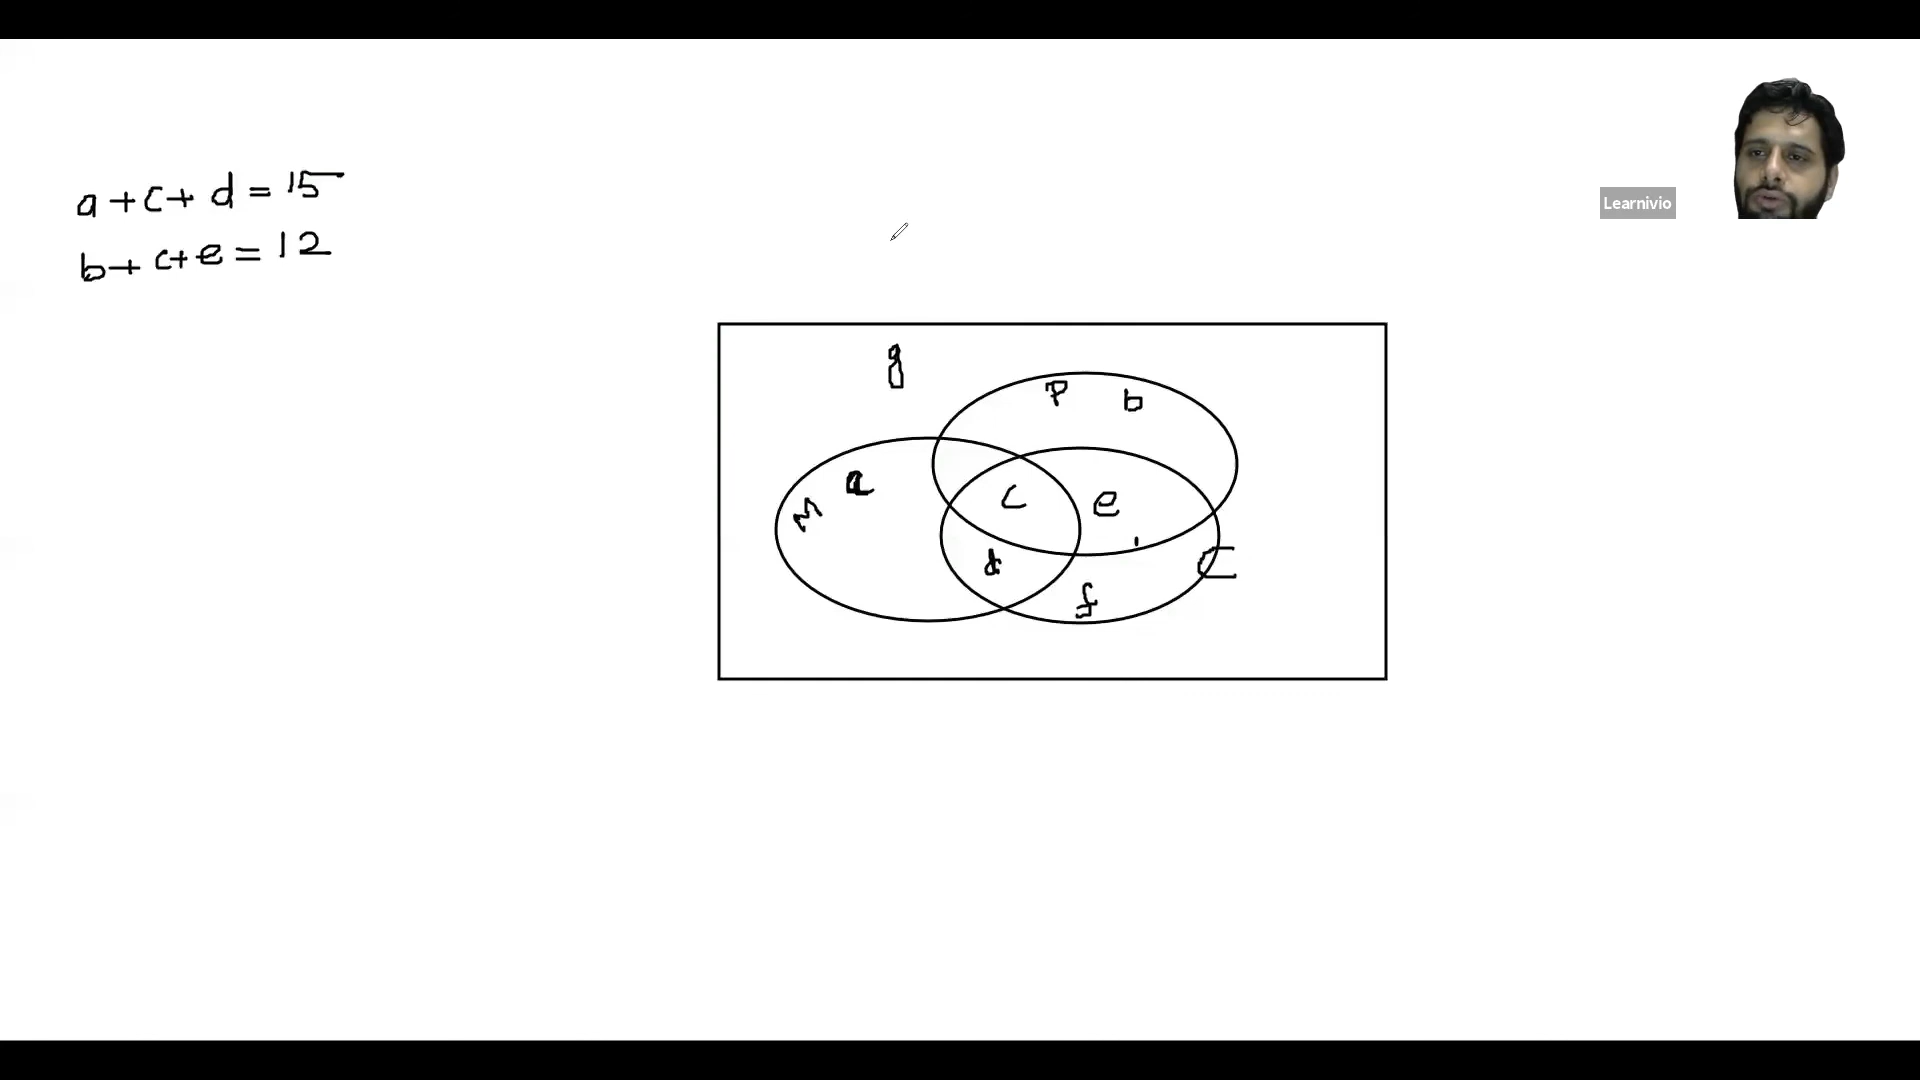 a + c + d = 15
b + c + e = 12
Learnivio
g
P b
a
M
c e
d
C
f